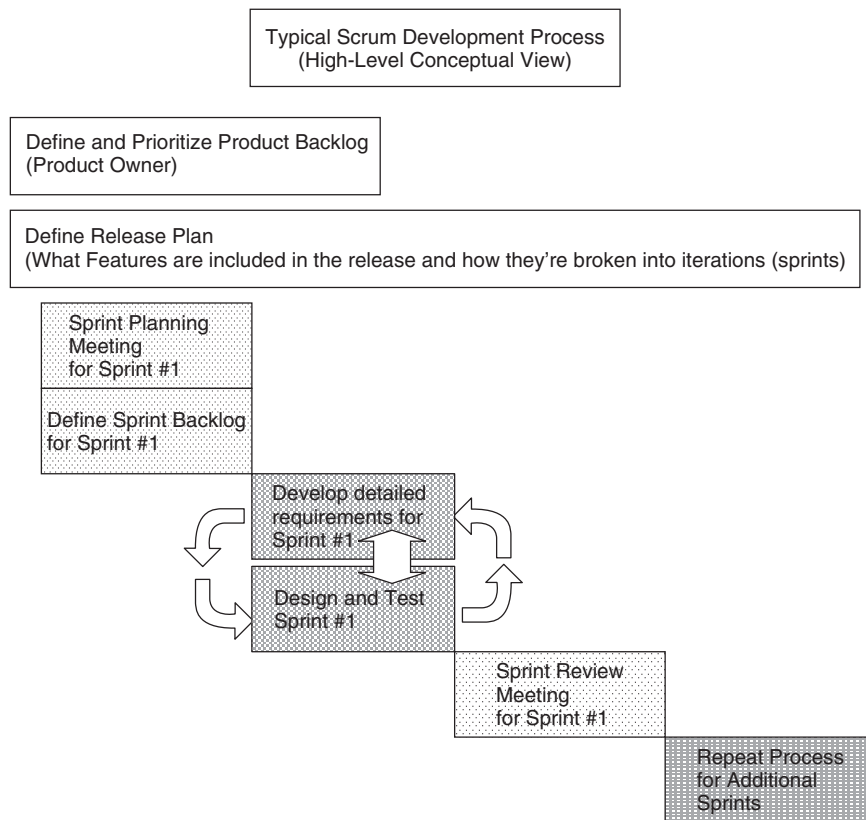 Typical Scrum Development Process
(High-Level Conceptual View)
Define and Prioritize Product Backlog
(Product Owner)
Define Release Plan
(What Features are included in the release and how they’re broken into iterations (sprints)
Sprint Planning
Meeting
for Sprint #1
Define Sprint Backlog
for Sprint #1
Develop detailed
requirements for
Sprint #1
Design and Test
Sprint #1
Sprint Review
Meeting
for Sprint #1
Repeat Process
for Additional
Sprints